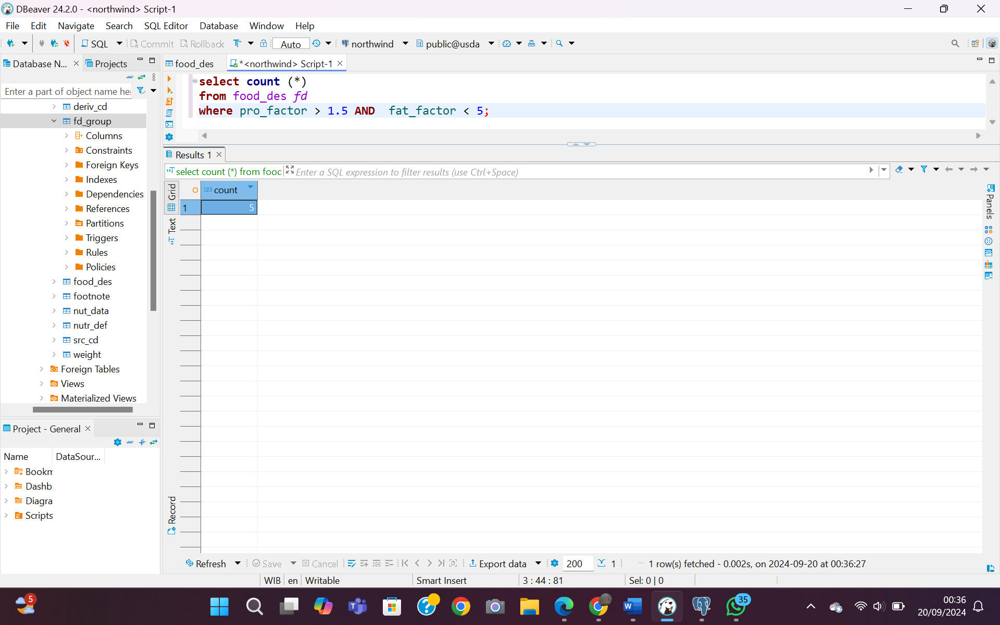 DBeaver 24.2.0 - <northwind> Script-1
File Edit Navigate Search SQL Editor Database Window Help
SQL Commit Rollback Auto northwind public@usda
Database N... Projects
food_des *<northwind> Script-1
Enter a part of object name he
select count (*)
from food_des fd
where pro_factor > 1.5 AND  fat_factor < 5;
deriv_cd
fd_group
Columns
Constraints
Foreign Keys
Indexes
Dependencies
References
Partitions
Triggers
Rules
Policies
food_des
footnote
nut_data
nutr_def
src_cd
weight
Foreign Tables
Views
Materialized Views
Results 1
select count (*) from food Enter a SQL expression to filter results (use Ctrl+Space)
Grid
Text
Record
123 count
1 5
Panels
Project - General
Name DataSour...
Bookm
Dashb
Diagra
Scripts
Refresh Save Cancel Export data 200 1 1 row(s) fetched - 0.002s, on 2024-09-20 at 00:36:27
WIB en Writable Smart Insert 3 : 44 : 81 Sel: 0 | 0
5
35
00:36
20/09/2024